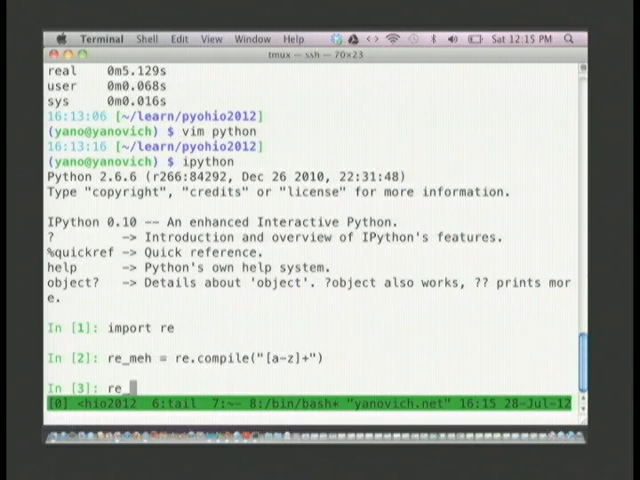 Terminal Shell Edit View Window Help Sat 12:15 PM
tmux — ssh — 70×23
real 0m5.129s
user 0m0.068s
sys 0m0.016s
16:13:06 [~/learn/pyohio2012]
(yano@yanovich) $ vim python
16:13:16 [~/learn/pyohio2012]
(yano@yanovich) $ ipython
Python 2.6.6 (r266:84292, Dec 26 2010, 22:31:48)
Type "copyright", "credits" or "license" for more information.
IPython 0.10 -- An enhanced Interactive Python.
? -> Introduction and overview of IPython's features.
%quickref -> Quick reference.
help -> Python's own help system.
object? -> Details about 'object'. ?object also works, ?? prints mor
e.
In [1]: import re
In [2]: re_meh = re.compile("[a-z]+")
In [3]: re_
[0] <hio2012 6:tail 7:~- 8:/bin/bash* "yanovich.net" 16:15 28-Jul-12